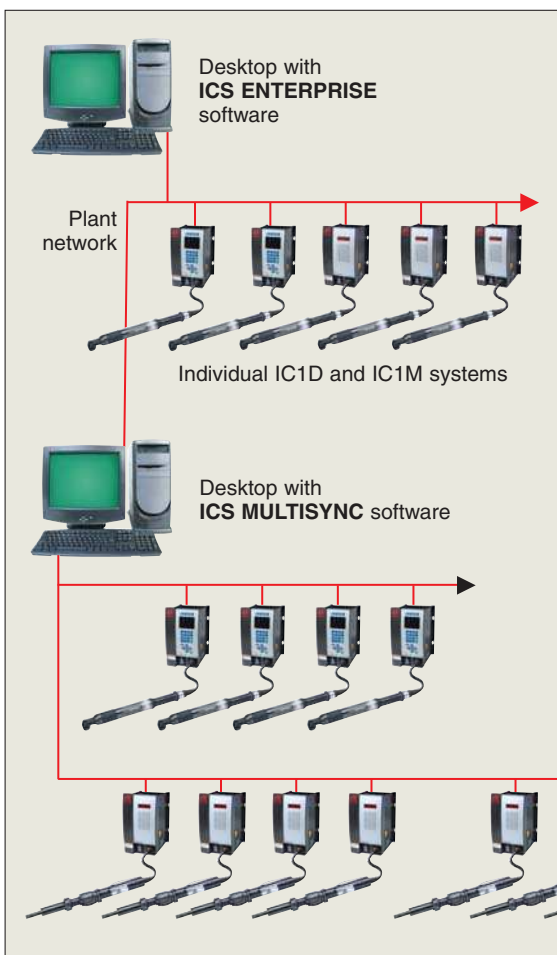 Desktop with
ICS ENTERPRISE
software
Plant
network
Individual IC1D and IC1M systems
Desktop with
ICS MULTISYNC software